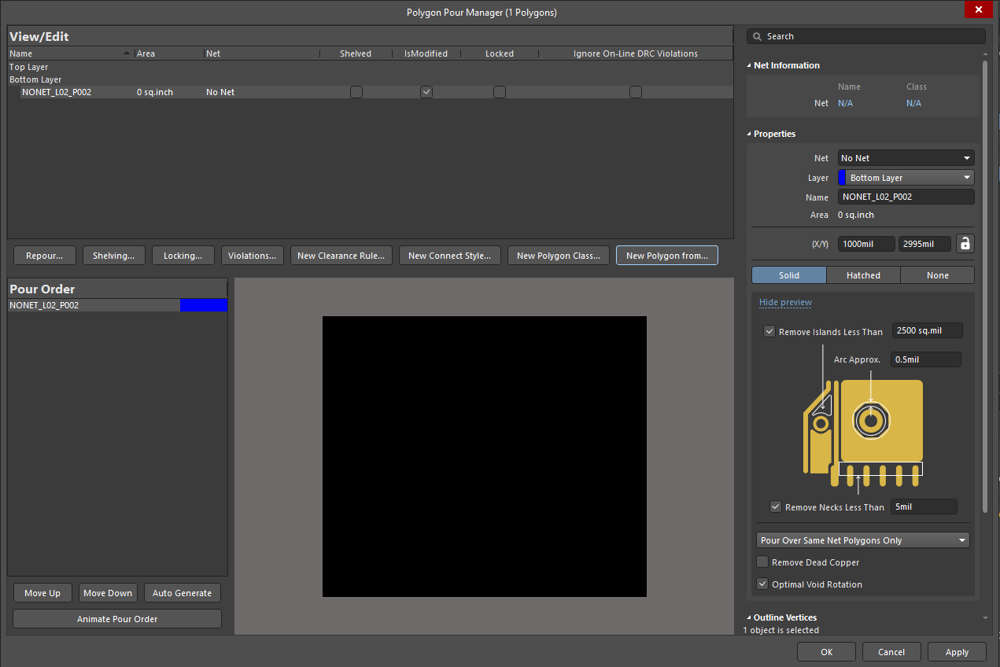 Polygon Pour Manager (1 Polygons)
View/Edit
Name Area Net Shelved IsModified Locked Ignore On-Line DRC Violations
Top Layer
Bottom Layer
NONET_L02_P002 0 sq.inch No Net
Repour... Shelving... Locking... Violations... New Clearance Rule... New Connect Style... New Polygon Class... New Polygon from...
Pour Order
NONET_L02_P002
Move Up Move Down Auto Generate
Animate Pour Order
Search
Net Information
Name Class
Net N/A N/A
Properties
Net No Net
Layer Bottom Layer
Name NONET_L02_P002
Area 0 sq.inch
(X/Y) 1000mil 2995mil
Solid Hatched None
Hide preview
Remove Islands Less Than 2500 sq.mil
Arc Approx. 0.5mil
Remove Necks Less Than 5mil
Pour Over Same Net Polygons Only
Remove Dead Copper
Optimal Void Rotation
Outline Vertices
1 object is selected
OK Cancel Apply